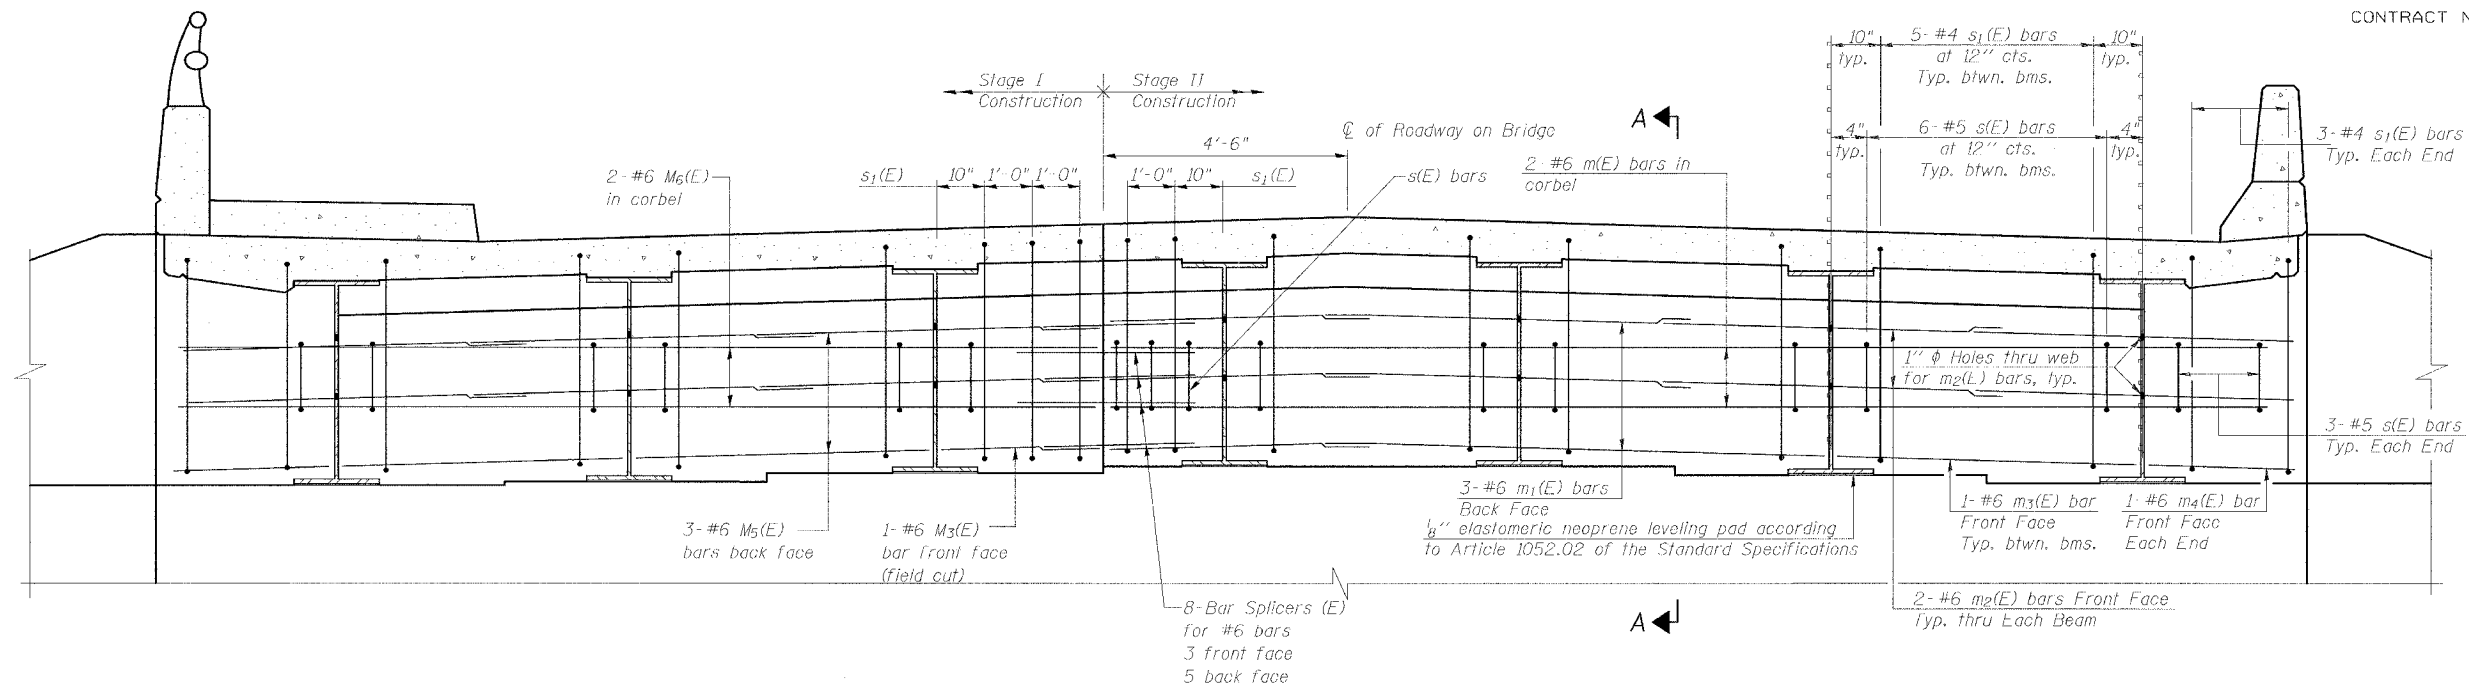 CONTRACT N
10"
typ.
5- #4 s1(E) bars
at 12" cts.
Typ. btwn. bms.
10"
typ.
Stage I
Construction
Stage II
Construction
A
℄ of Roadway on Bridge
4"
typ.
6- #5 s(E) bars
at 12" cts.
Typ. btwn. bms.
4"
typ.
3- #4 s1(E) bars
Typ. Each End
4'-6"
2- #6 M6(E)
in corbel
s1(E)
10"
1'-0"
1'-0"
1'-0"
10"
s1(E)
s(E) bars
2- #6 m(E) bars in
corbel
1" ϕ Holes thru web
for m2(E) bars, typ.
3- #5 s(E) bars
Typ. Each End
3- #6 M5(E)
bars back face
1- #6 M3(E)
bar front face
(field cut)
3- #6 m1(E) bars
Back Face
1/8" elastomeric neoprene leveling pad according
to Article 1052.02 of the Standard Specifications
1- #6 m3(E) bar
Front Face
Typ. btwn. bms.
1- #6 m4(E) bar
Front Face
Each End
8-Bar Splicers (E)
for #6 bars
3 front face
5 back face
A
2- #6 m2(E) bars Front Face
Typ. thru Each Beam